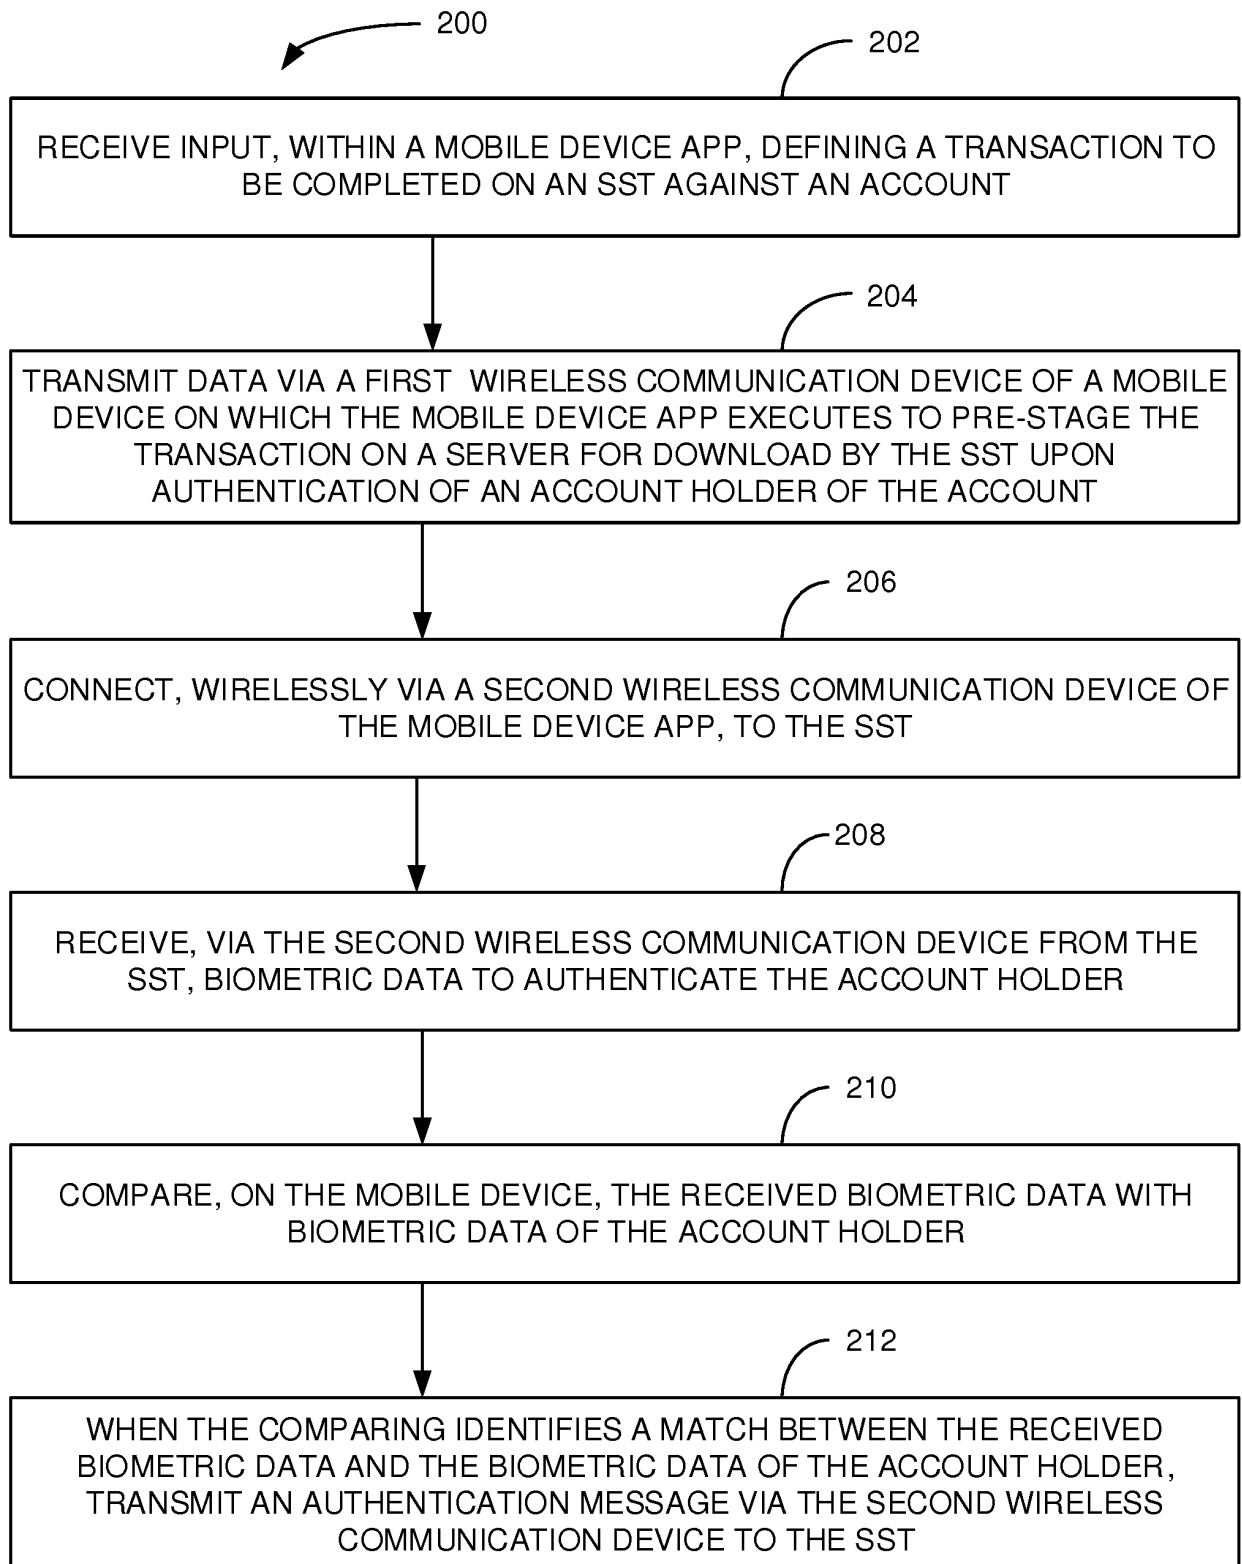 200
202
RECEIVE INPUT, WITHIN A MOBILE DEVICE APP, DEFINING A TRANSACTION TO
BE COMPLETED ON AN SST AGAINST AN ACCOUNT
204
TRANSMIT DATA VIA A FIRST WIRELESS COMMUNICATION DEVICE OF A MOBILE
DEVICE ON WHICH THE MOBILE DEVICE APP EXECUTES TO PRE-STAGE THE
TRANSACTION ON A SERVER FOR DOWNLOAD BY THE SST UPON
AUTHENTICATION OF AN ACCOUNT HOLDER OF THE ACCOUNT
206
CONNECT, WIRELESSLY VIA A SECOND WIRELESS COMMUNICATION DEVICE OF
THE MOBILE DEVICE APP, TO THE SST
208
RECEIVE, VIA THE SECOND WIRELESS COMMUNICATION DEVICE FROM THE
SST, BIOMETRIC DATA TO AUTHENTICATE THE ACCOUNT HOLDER
210
COMPARE, ON THE MOBILE DEVICE, THE RECEIVED BIOMETRIC DATA WITH
BIOMETRIC DATA OF THE ACCOUNT HOLDER
212
WHEN THE COMPARING IDENTIFIES A MATCH BETWEEN THE RECEIVED
BIOMETRIC DATA AND THE BIOMETRIC DATA OF THE ACCOUNT HOLDER,
TRANSMIT AN AUTHENTICATION MESSAGE VIA THE SECOND WIRELESS
COMMUNICATION DEVICE TO THE SST